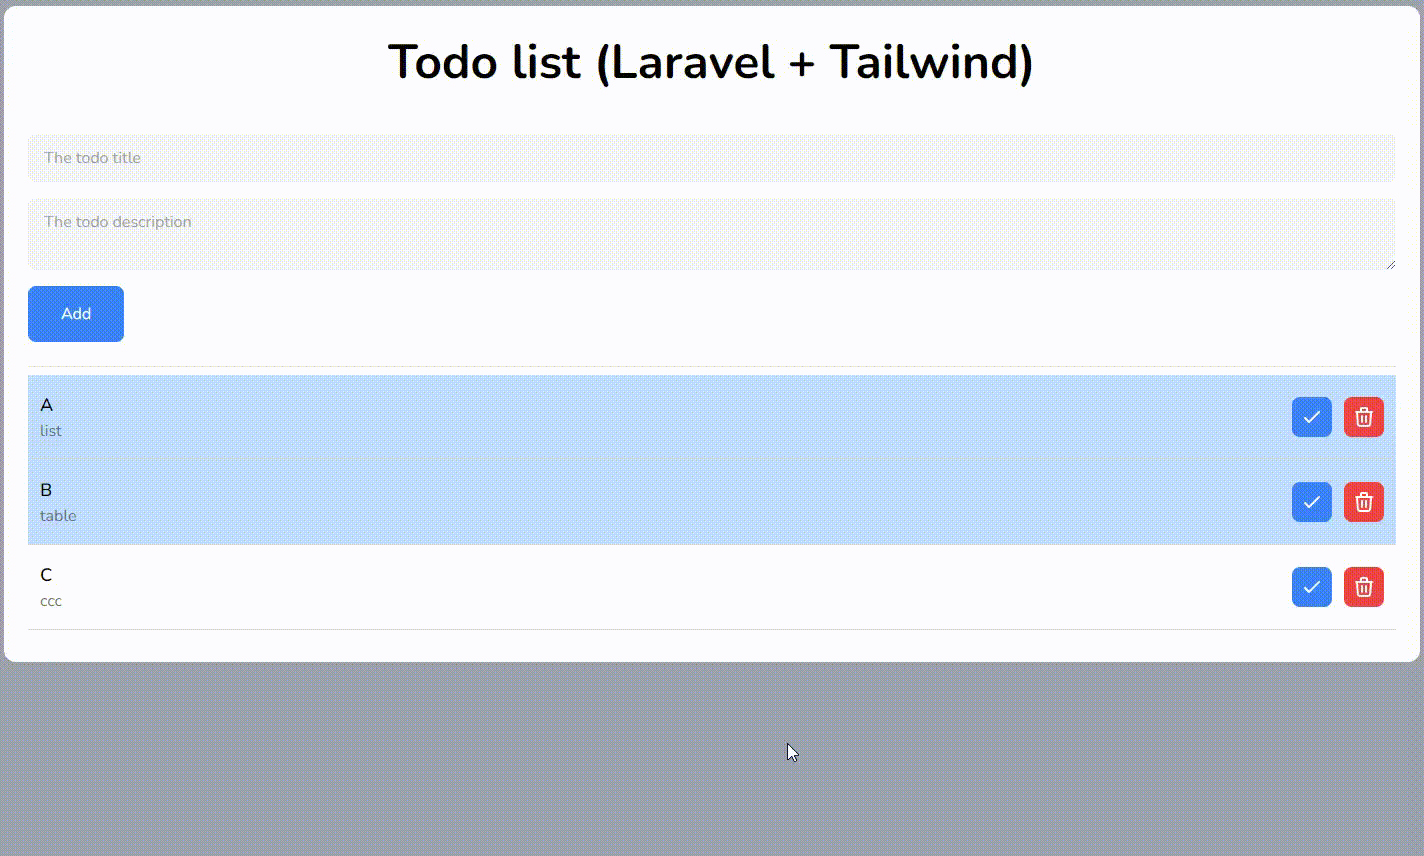 Todo list (Laravel + Tailwind)
The todo title
The todo description
Add
A
list
B
table
C
ccc